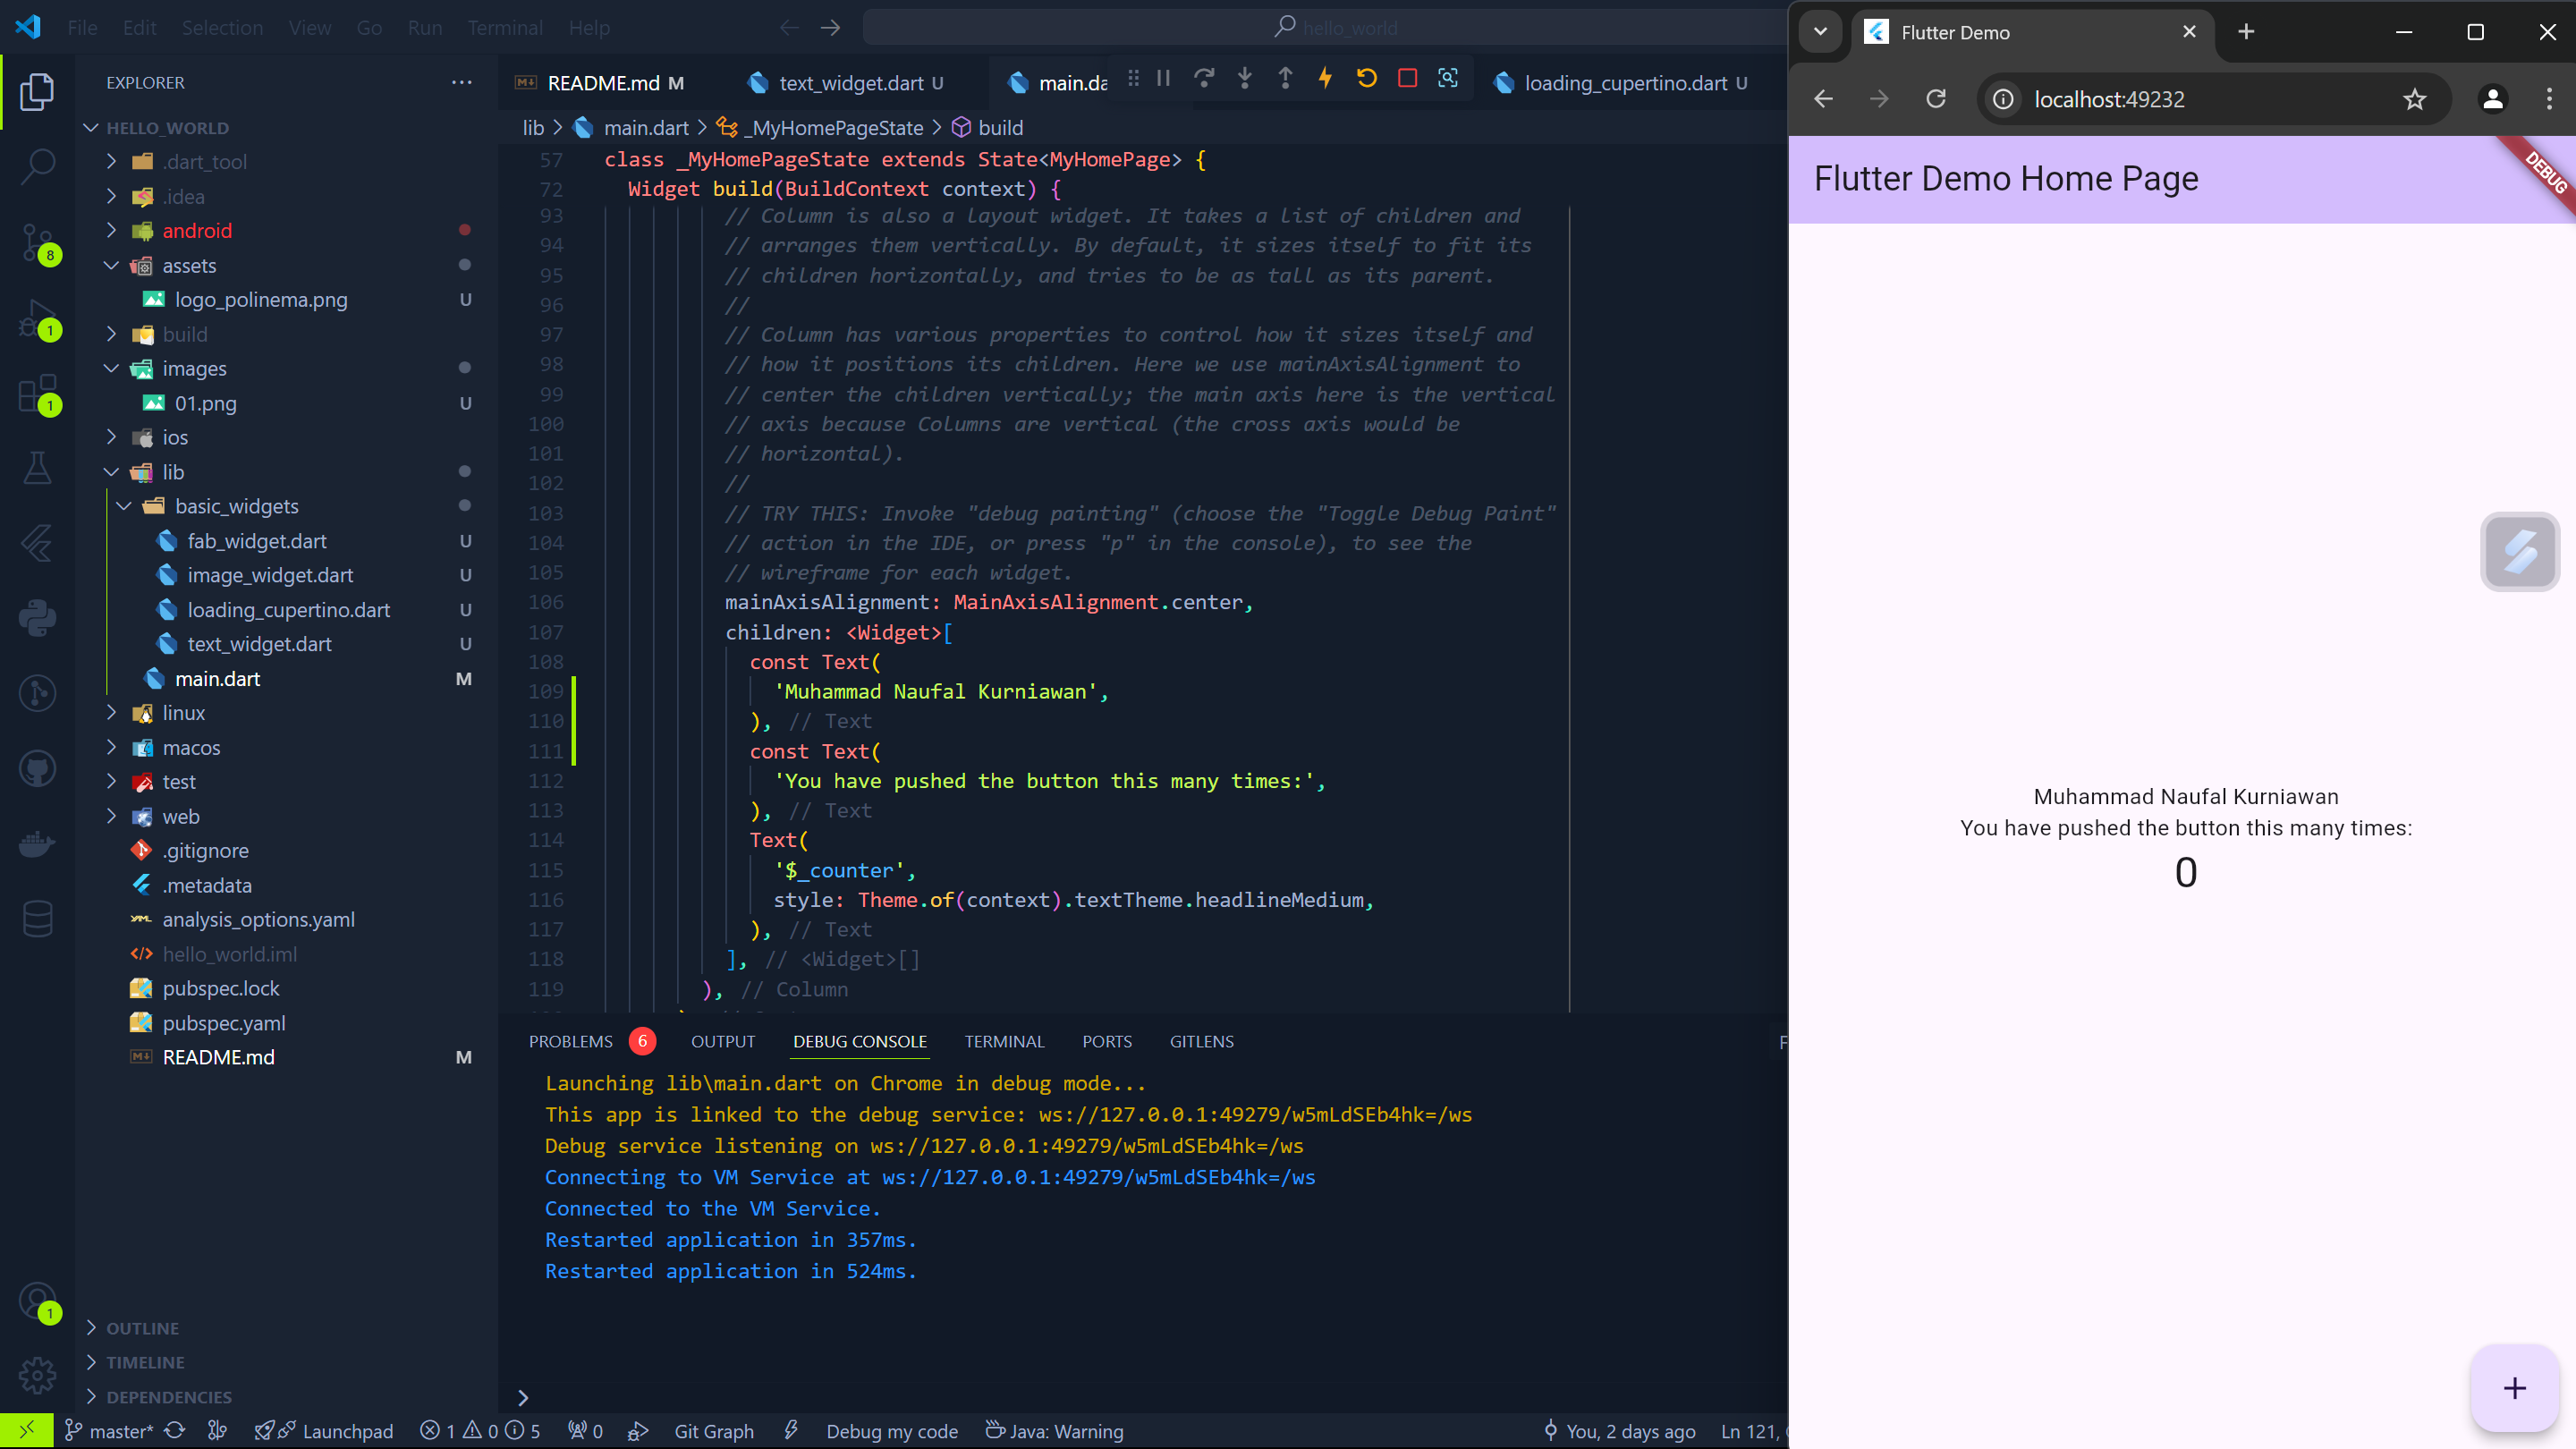 File Edit Selection View Go Run Terminal Help
hello_world
EXPLORER
HELLO_WORLD
.dart_tool
.idea
android
assets
logo_polinema.png U
build
images
01.png U
ios
lib
basic_widgets
fab_widget.dart U
image_widget.dart U
loading_cupertino.dart U
text_widget.dart U
main.dart M
linux
macos
test
web
.gitignore
.metadata
analysis_options.yaml
hello_world.iml
pubspec.lock
pubspec.yaml
README.md M
OUTLINE
TIMELINE
DEPENDENCIES
8
1
1
1
README.md M
text_widget.dart U
main.da
loading_cupertino.dart U
lib > main.dart > _MyHomePageState > build
57 class _MyHomePageState extends State<MyHomePage> {
72 Widget build(BuildContext context) {
93 // Column is also a layout widget. It takes a list of children and
94 // arranges them vertically. By default, it sizes itself to fit its
95 // children horizontally, and tries to be as tall as its parent.
96 //
97 // Column has various properties to control how it sizes itself and
98 // how it positions its children. Here we use mainAxisAlignment to
99 // center the children vertically; the main axis here is the vertical
100 // axis because Columns are vertical (the cross axis would be
101 // horizontal).
102 //
103 // TRY THIS: Invoke "debug painting" (choose the "Toggle Debug Paint"
104 // action in the IDE, or press "p" in the console), to see the
105 // wireframe for each widget.
106 mainAxisAlignment: MainAxisAlignment.center,
107 children: <Widget>[
108 const Text(
109 'Muhammad Naufal Kurniawan',
110 ), // Text
111 const Text(
112 'You have pushed the button this many times:',
113 ), // Text
114 Text(
115 '$_counter',
116 style: Theme.of(context).textTheme.headlineMedium,
117 ), // Text
118 ], // <Widget>[]
119 ), // Column
PROBLEMS 6 OUTPUT DEBUG CONSOLE TERMINAL PORTS GITLENS
Launching lib\main.dart on Chrome in debug mode...
This app is linked to the debug service: ws://127.0.0.1:49279/w5mLdSEb4hk=/ws
Debug service listening on ws://127.0.0.1:49279/w5mLdSEb4hk=/ws
Connecting to VM Service at ws://127.0.0.1:49279/w5mLdSEb4hk=/ws
Connected to the VM Service.
Restarted application in 357ms.
Restarted application in 524ms.
master* Launchpad 1 0 5 0 Git Graph Debug my code Java: Warning You, 2 days ago Ln 121,
Flutter Demo
localhost:49232
Flutter Demo Home Page
DEBUG
Muhammad Naufal Kurniawan
You have pushed the button this many times:
0